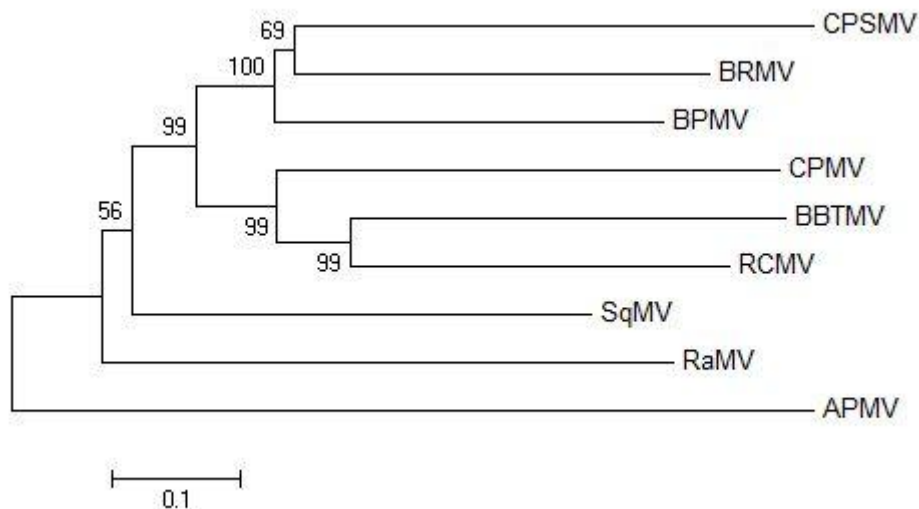 CPSMV
69
BRMV
100
BPMV
99
CPMV
56
BBTMV
99
99
RCMV
SqMV
RaMV
APMV
0.1